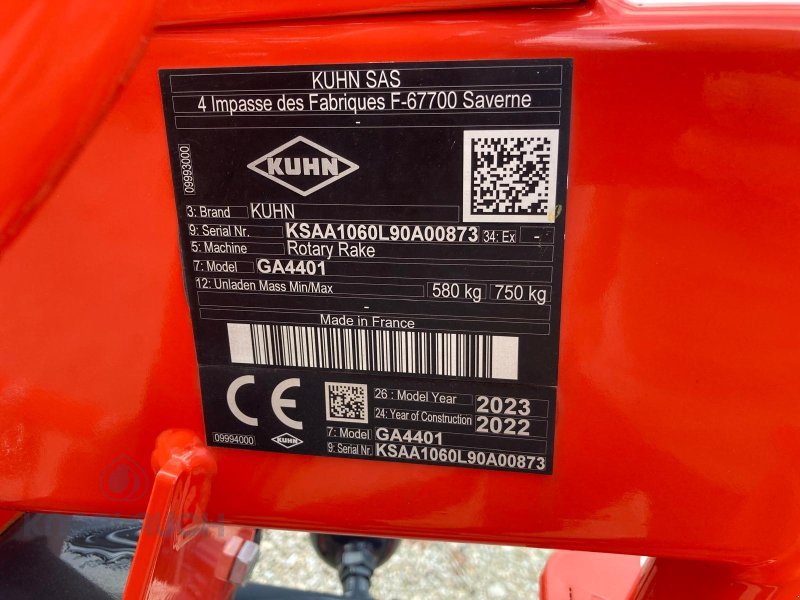 KUHN SAS
4 Impasse des Fabriques F-67700 Saverne
-
09993000
KUHN
3: Brand KUHN
9: Serial Nr. KSAA1060L90A00873 34: Ex -
5: Machine Rotary Rake
7: Model GA4401
12: Unladen Mass Min/Max 580 kg 750 kg
-
Made in France
CE
26 : Model Year 2023
24: Year of Construction 2022
7: Model GA4401
09994000 KUHN 9: Serial Nr. KSAA1060L90A00873